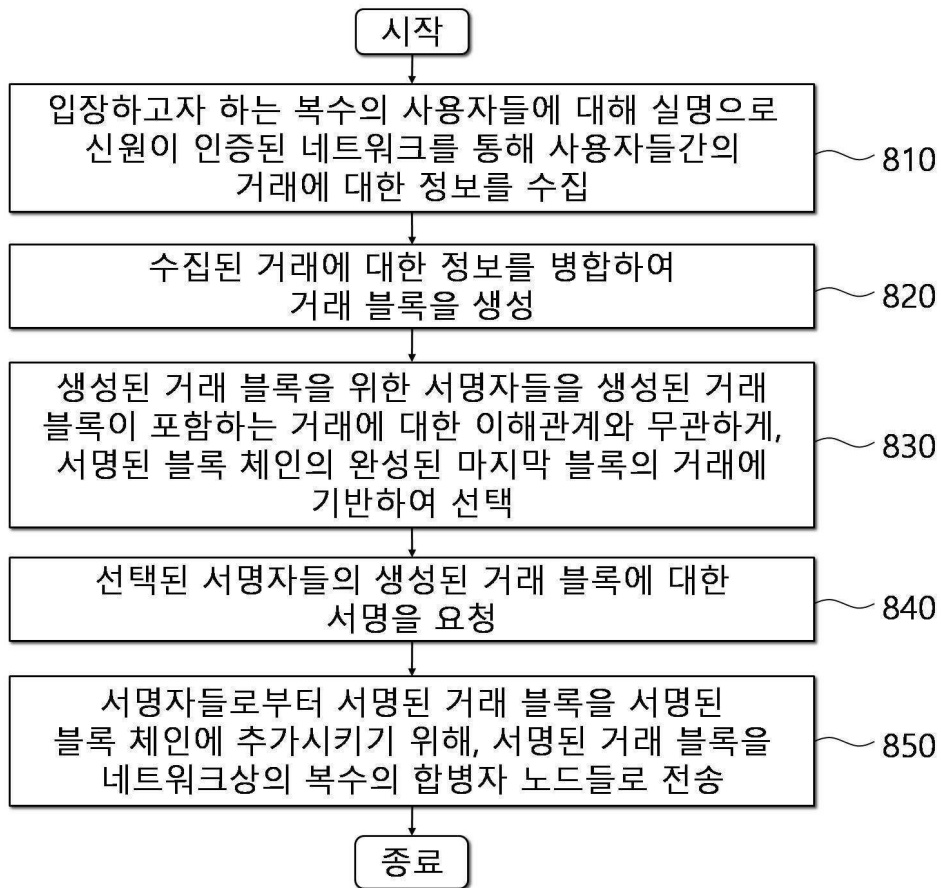 시작
입장하고자 하는 복수의 사용자들에 대해 실명으로
신원이 인증된 네트워크를 통해 사용자들간의
거래에 대한 정보를 수집
810
수집된 거래에 대한 정보를 병합하여
거래 블록을 생성
820
생성된 거래 블록을 위한 서명자들을 생성된 거래
블록이 포함하는 거래에 대한 이해관계와 무관하게,
서명된 블록 체인의 완성된 마지막 블록의 거래에
기반하여 선택
830
선택된 서명자들의 생성된 거래 블록에 대한
서명을 요청
840
서명자들로부터 서명된 거래 블록을 서명된
블록 체인에 추가시키기 위해, 서명된 거래 블록을
네트워크상의 복수의 합병자 노드들로 전송
850
종료